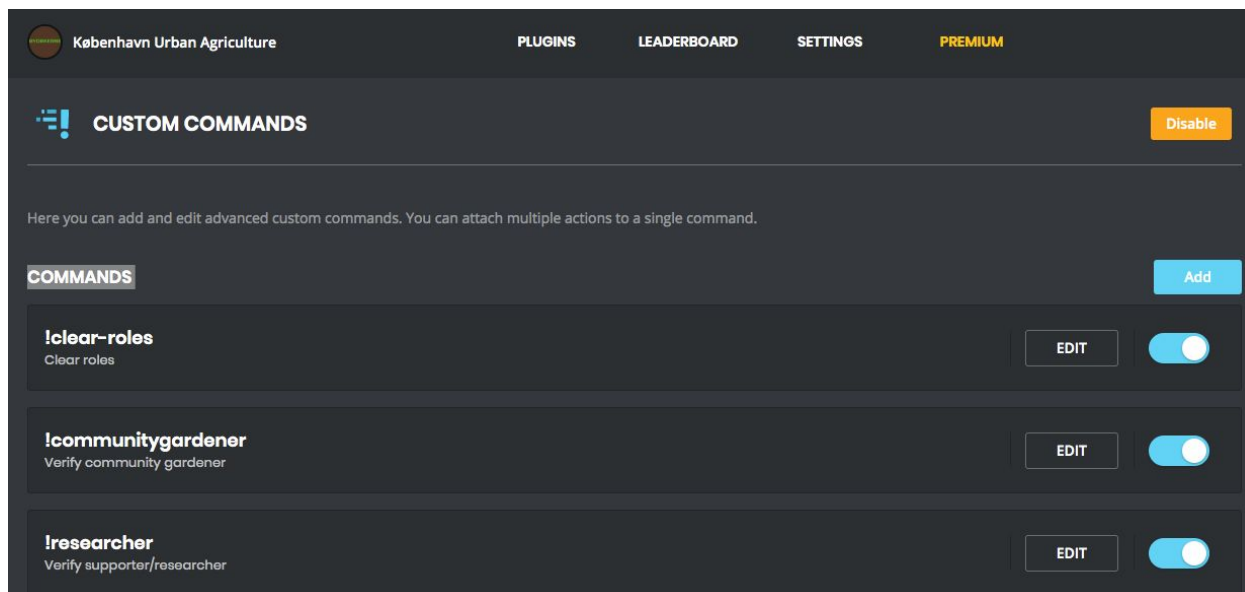 København Urban Agriculture PLUGINS LEADERBOARD SETTINGS PREMIUM
CUSTOM COMMANDS Disable
Here you can add and edit advanced custom commands. You can attach multiple actions to a single command.
COMMANDS Add
!clear-roles
Clear roles
EDIT
!communitygardener
Verify community gardener
EDIT
!researcher
Verify supporter/researcher
EDIT